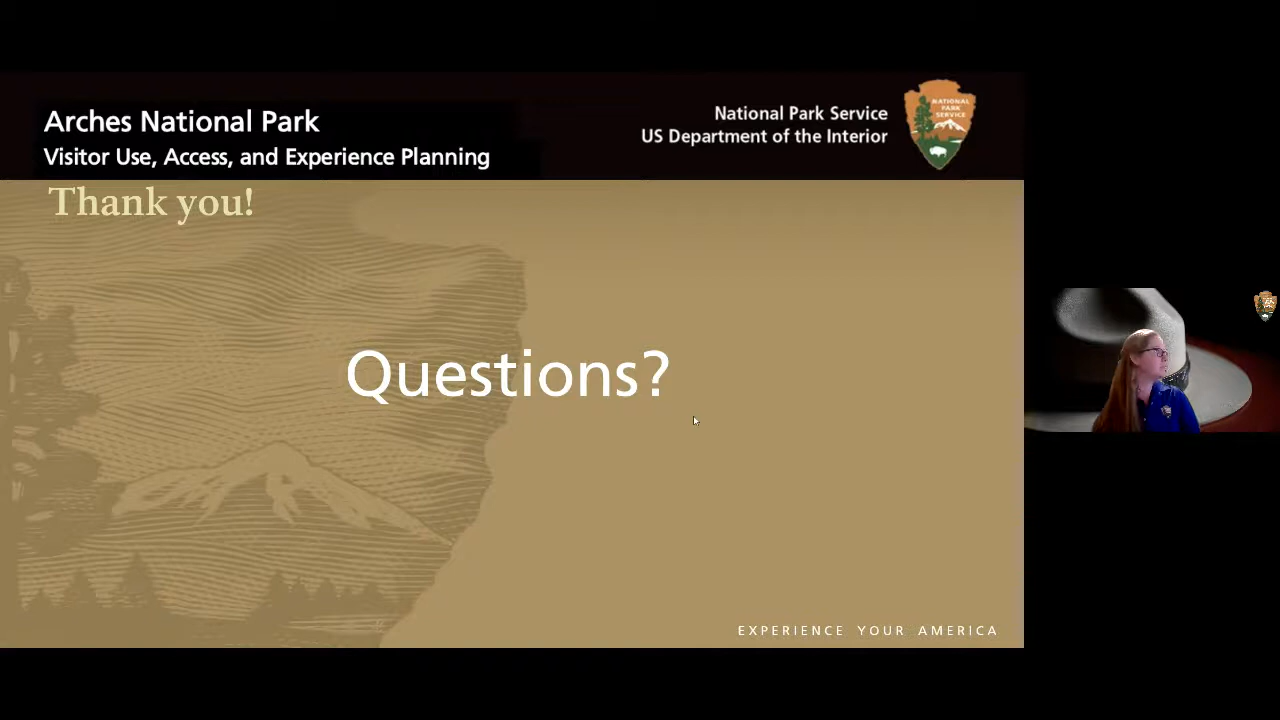 Arches National Park
Visitor Use, Access, and Experience Planning
National Park Service
US Department of the Interior
NATIONAL
PARK
SERVICE
Thank you!
Questions?
EXPERIENCE YOUR AMERICA